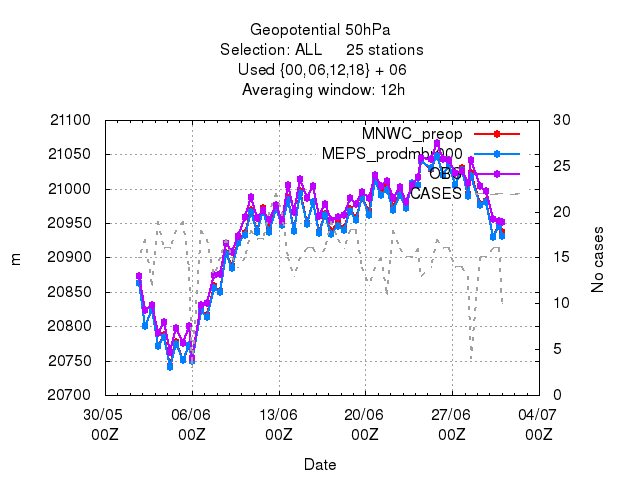 Geopotential 50hPa
Selection: ALL 25 stations
Used {00,06,12,18} + 06
Averaging window: 12h
21100
21050
21000
20950
20900
20850
20800
20750
20700
m
30
25
20
15
10
5
0
No cases
MNWC_preop
MEPS_prodmbr000
OBS
CASES
30/05 06/06 13/06 20/06 27/06 04/07
00Z 00Z 00Z 00Z 00Z 00Z
Date